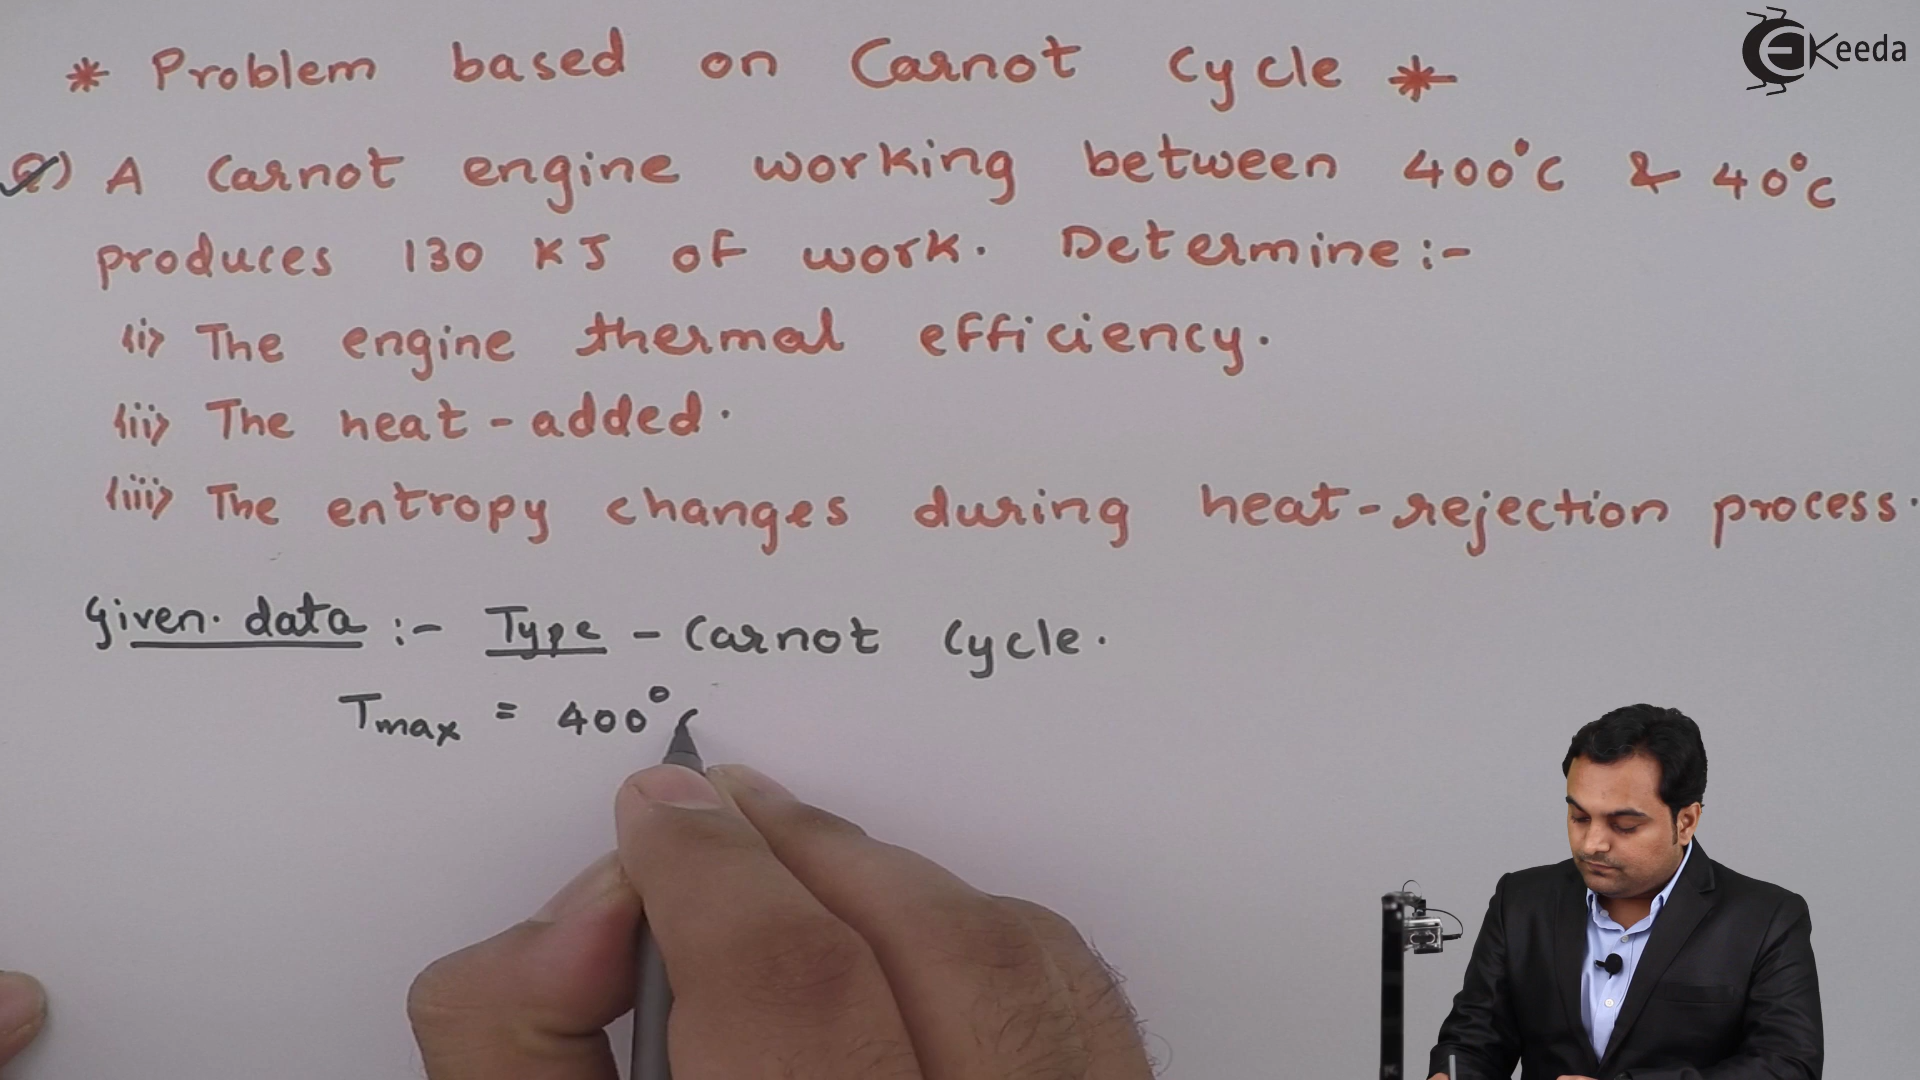 * Problem based on Carnot Cycle *
EKeeda
Q) A Carnot engine working between 400°C & 40°C
produces 130 KJ of work. Determine:-
(i) The engine thermal efficiency.
(ii) The heat-added.
(iii) The entropy changes during heat-rejection process.
Given data :- Type - Carnot Cycle.
Tmax = 400°C